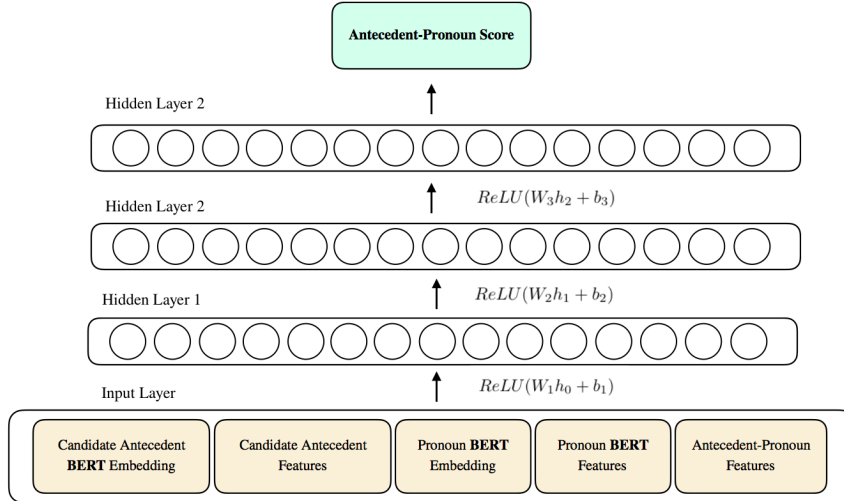 Antecedent-Pronoun Score
Hidden Layer 2
ReLU(W₃h₂ + b₃)
Hidden Layer 2
ReLU(W₂h₁ + b₂)
Hidden Layer 1
ReLU(W₁h₀ + b₁)
Input Layer
Candidate Antecedent
BERT Embedding
Candidate Antecedent
Features
Pronoun BERT
Embedding
Pronoun BERT
Features
Antecedent-Pronoun
Features